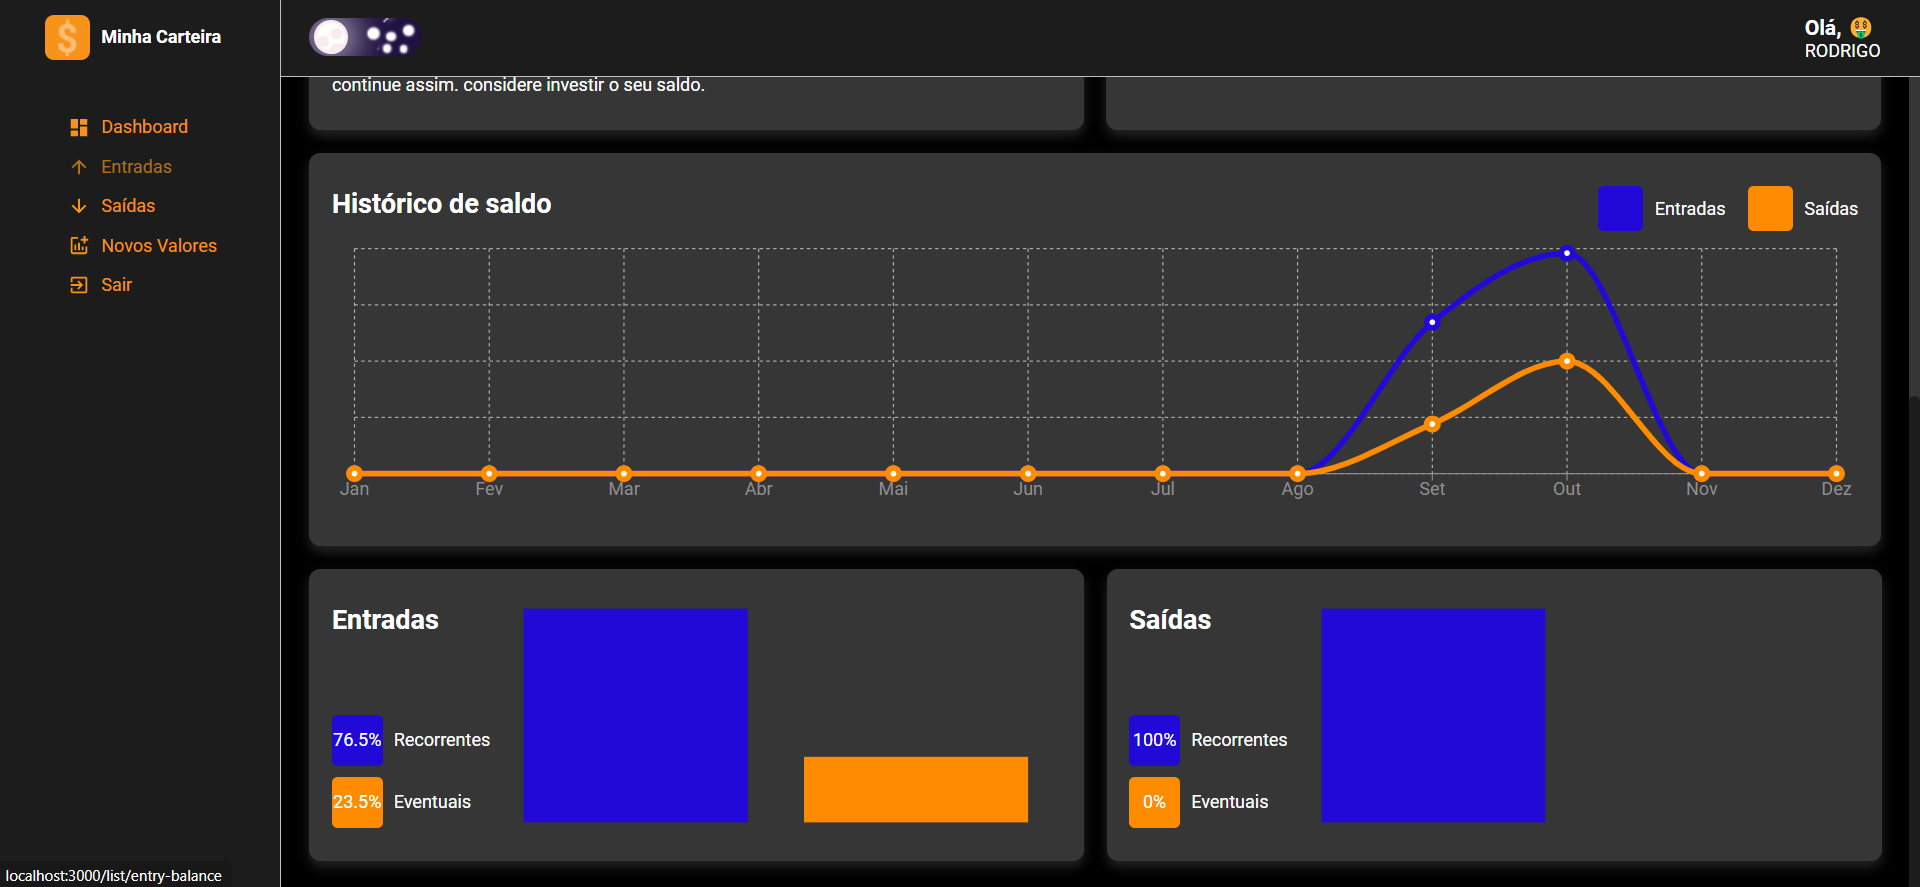 Minha Carteira
Dashboard
Entradas
Saídas
Novos Valores
Sair
Olá, 🤑
RODRIGO
continue assim. considere investir o seu saldo.
Histórico de saldo
Entradas
Saídas
Jan Fev Mar Abr Mai Jun Jul Ago Set Out Nov Dez
Entradas
76.5% Recorrentes
23.5% Eventuais
Saídas
100% Recorrentes
0% Eventuais
localhost:3000/list/entry-balance